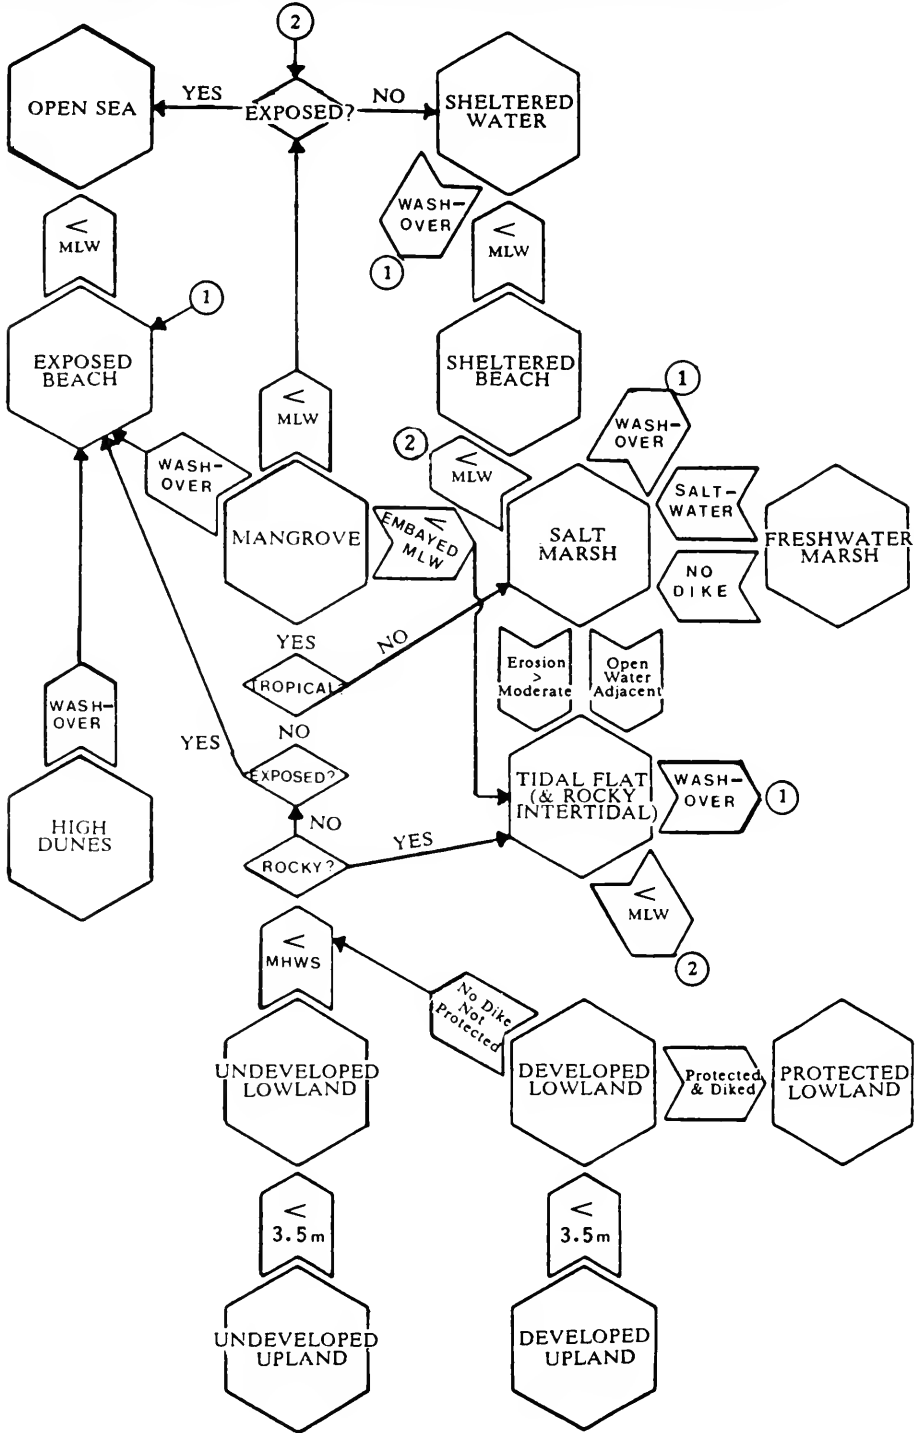 2
OPEN SEA
YES
EXPOSED?
NO
SHELTERED
WATER
<
MLW
WASH-
OVER
1
<
MLW
1
EXPOSED
BEACH
SHELTERED
BEACH
<
MLW
1
WASH-
OVER
2
<
MLW
WASH-
OVER
MANGROVE
<
EMBAYED
MLW
SALT
MARSH
SALT-
WATER
NO
DIKE
FRESHWATER
MARSH
YES
NO
TROPICAL?
Erosion
>
Moderate
Open
Water
Adjacent
WASH-
OVER
YES
NO
EXPOSED?
TIDAL FLAT
(& ROCKY
INTERTIDAL)
WASH-
OVER
1
HIGH
DUNES
NO
ROCKY?
YES
<
MLW
2
<
MHWS
No Dike
Not
Protected
UNDEVELOPED
LOWLAND
DEVELOPED
LOWLAND
Protected
& Diked
PROTECTED
LOWLAND
<
3.5m
<
3.5m
UNDEVELOPED
UPLAND
DEVELOPED
UPLAND